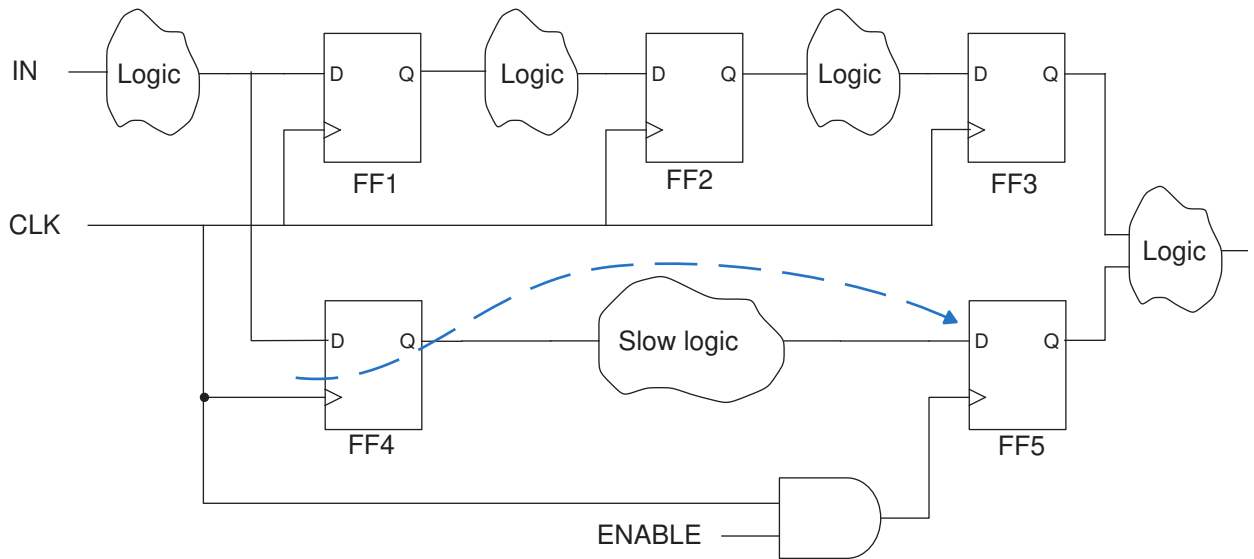 IN
Logic
D
Q
FF1
Logic
D
Q
FF2
Logic
D
Q
FF3
CLK
Logic
D
Q
FF4
Slow logic
D
Q
FF5
ENABLE